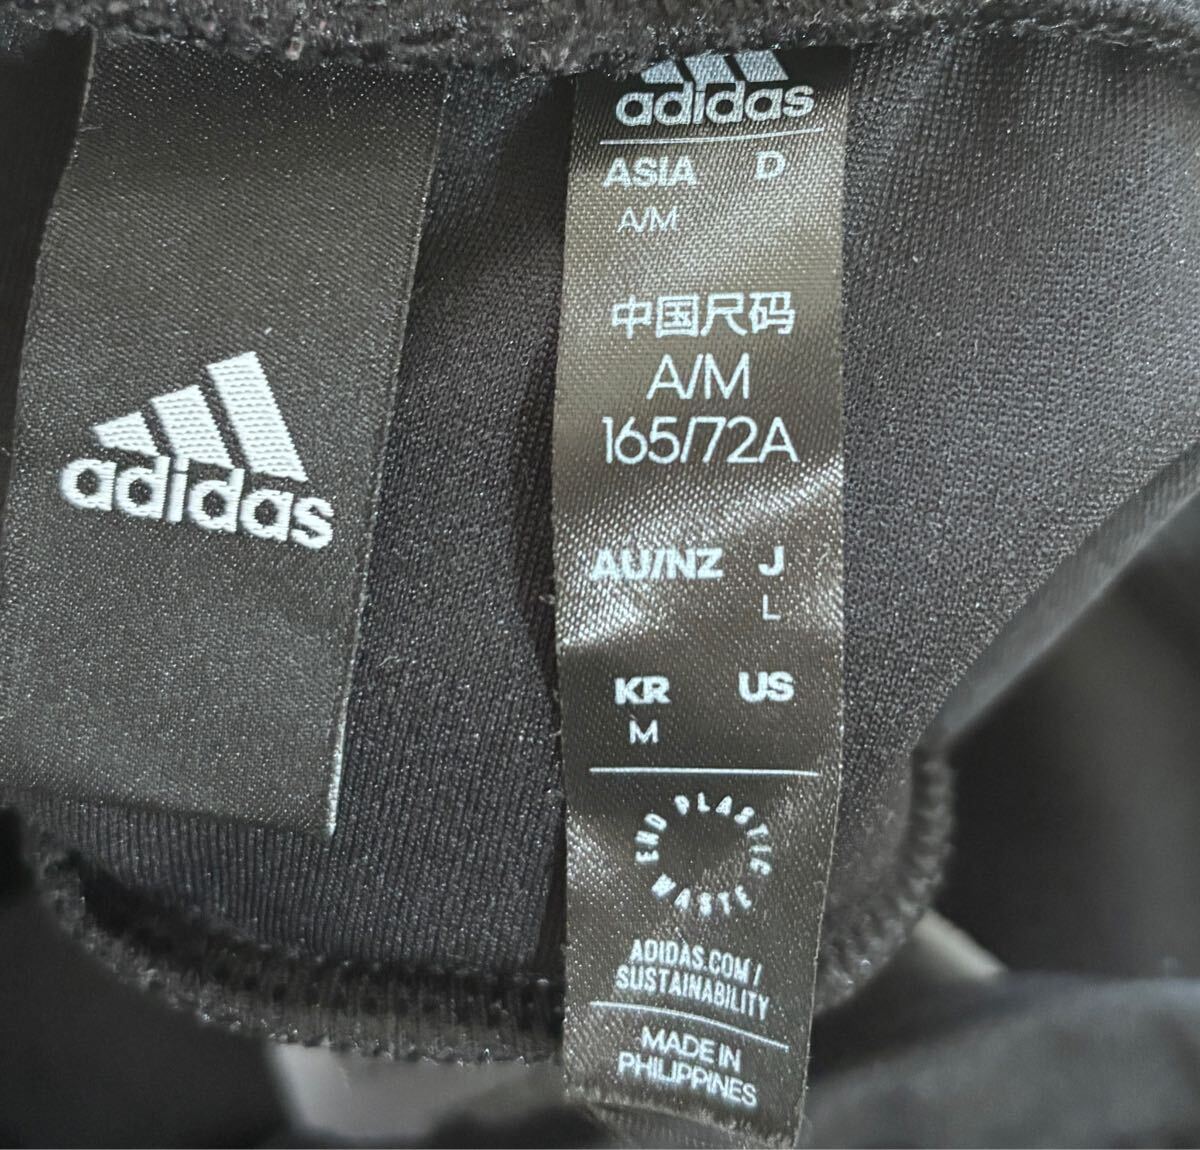 adidas
adidas
ASIA D
A/M
中国尺码
A/M
165/72A
AU/NZ J
L
KR US
M
END PLASTIC WASTE
ADIDAS.COM/
SUSTAINABILITY
MADE IN
PHILIPPINES